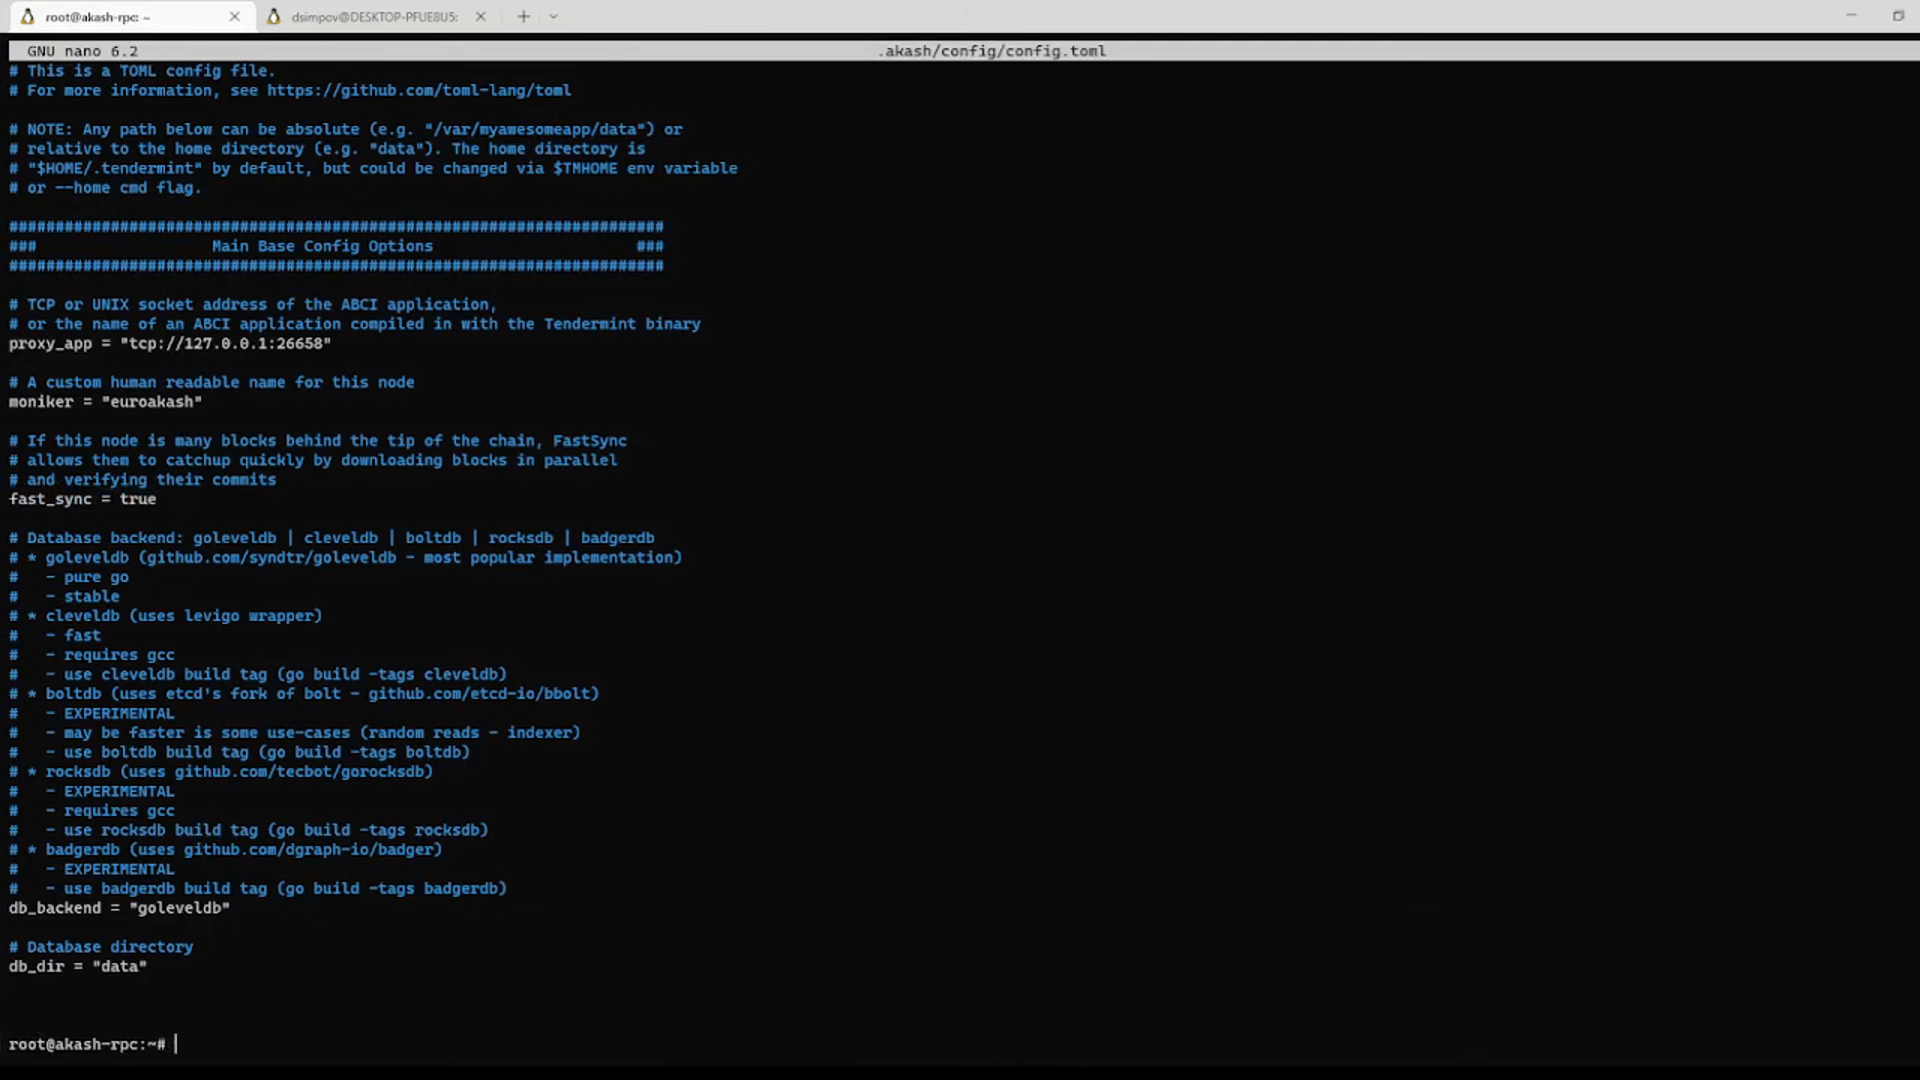 root@akash-rpc: ~
dsimpov@DESKTOP-PFUE8U5:
GNU nano 6.2 .akash/config/config.toml
# This is a TOML config file.
# For more information, see https://github.com/toml-lang/toml
# NOTE: Any path below can be absolute (e.g. "/var/myawesomeapp/data") or
# relative to the home directory (e.g. "data"). The home directory is
# "$HOME/.tendermint" by default, but could be changed via $TMHOME env variable
# or --home cmd flag.
#######################################################################
### Main Base Config Options ###
#######################################################################
# TCP or UNIX socket address of the ABCI application,
# or the name of an ABCI application compiled in with the Tendermint binary
proxy_app = "tcp://127.0.0.1:26658"
# A custom human readable name for this node
moniker = "euroakash"
# If this node is many blocks behind the tip of the chain, FastSync
# allows them to catchup quickly by downloading blocks in parallel
# and verifying their commits
fast_sync = true
# Database backend: goleveldb | cleveldb | boltdb | rocksdb | badgerdb
# * goleveldb (github.com/syndtr/goleveldb - most popular implementation)
#   - pure go
#   - stable
# * cleveldb (uses levigo wrapper)
#   - fast
#   - requires gcc
#   - use cleveldb build tag (go build -tags cleveldb)
# * boltdb (uses etcd's fork of bolt - github.com/etcd-io/bbolt)
#   - EXPERIMENTAL
#   - may be faster is some use-cases (random reads - indexer)
#   - use boltdb build tag (go build -tags boltdb)
# * rocksdb (uses github.com/tecbot/gorocksdb)
#   - EXPERIMENTAL
#   - requires gcc
#   - use rocksdb build tag (go build -tags rocksdb)
# * badgerdb (uses github.com/dgraph-io/badger)
#   - EXPERIMENTAL
#   - use badgerdb build tag (go build -tags badgerdb)
db_backend = "goleveldb"
# Database directory
db_dir = "data"
root@akash-rpc:~#